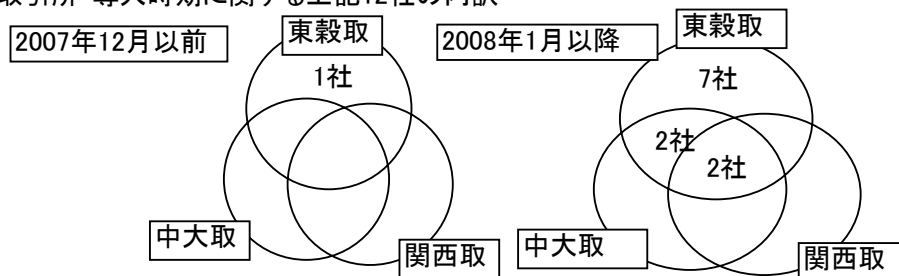 取引所・導入時期に関する上記12社の内訳
2007年12月以前
東穀取
1社
中大取
関西取
2008年1月以降
東穀取
7社
2社
2社
中大取
関西取